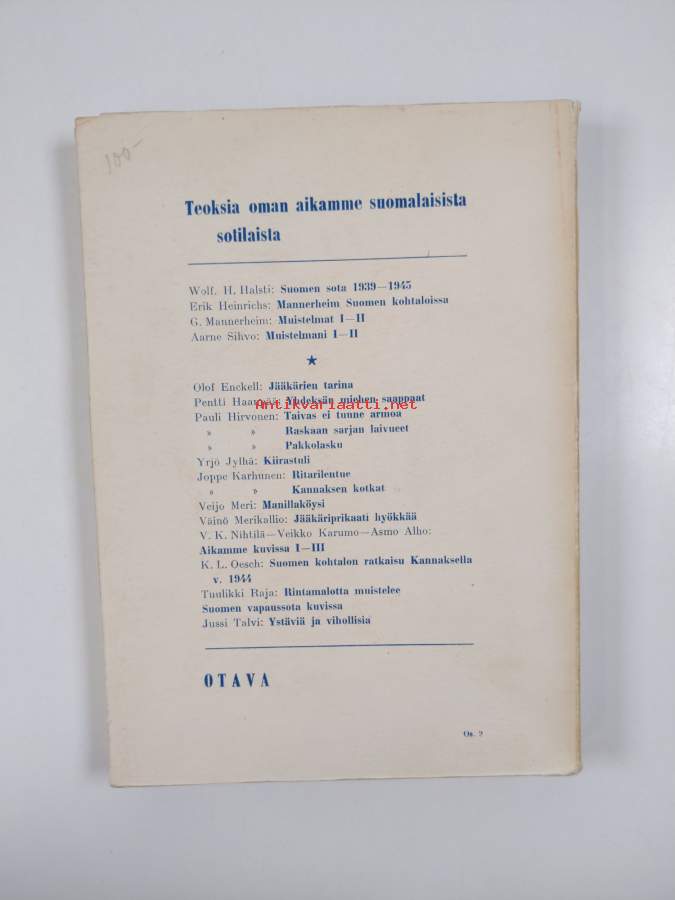 100-
Teoksia oman aikamme suomalaisista
sotilaista
Wolf. H. Halsti: Suomen sota 1939—1945
Erik Heinrichs: Mannerheim Suomen kohtaloissa
G. Mannerheim: Muistelmat I—II
Aarne Sihvo: Muistelmani I—II
★
Olof Enckell: Jääkärien tarina
Pentti Haanpää: Yhdeksän miehen saappaat
Antikvariaatti.net
Pauli Hirvonen: Taivas ei tunne armoa
» » Raskaan sarjan laivueet
» » Pakkolasku
Yrjö Jylhä: Kiirastuli
Joppe Karhunen: Ritarilentue
» » Kannaksen kotkat
Veijo Meri: Manillaköysi
Väinö Merikallio: Jääkäriprikaati hyökkää
V. K. Nihtilä—Veikko Karumo—Asmo Alho:
Aikamme kuvissa I—III
K. L. Oesch: Suomen kohtalon ratkaisu Kannaksella
v. 1944
Tuulikki Raja: Rintamalotta muistelee
Suomen vapaussota kuvissa
Jussi Talvi: Ystäviä ja vihollisia
OTAVA
Os. 2